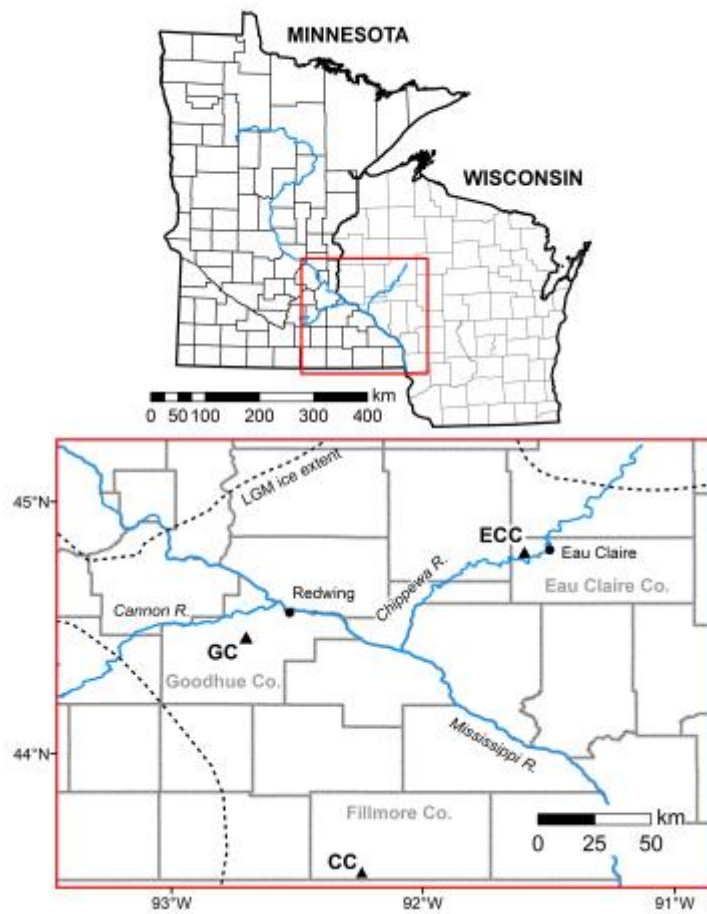 MINNESOTA
WISCONSIN
km
0 50 100 200 300 400
LGM ice extent
45°N
ECC
Eau Claire
Chippewa R.
Eau Claire Co.
Redwing
Cannon R.
GC
Goodhue Co.
44°N
Mississippi R.
Fillmore Co.
km
0 25 50
CC
93°W 92°W 91°W